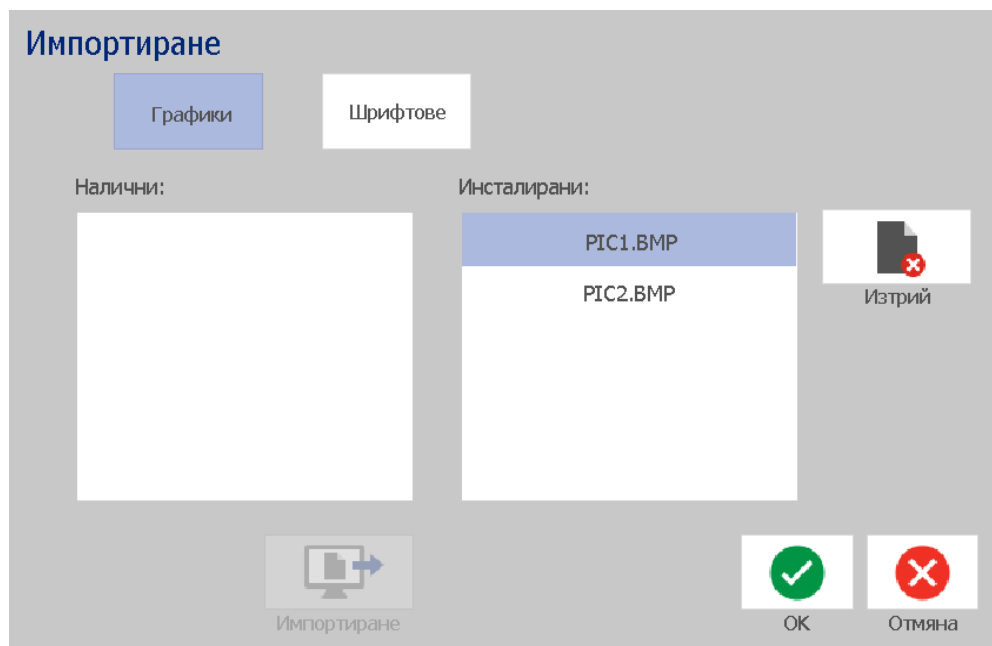 Импортиране
Графики
Шрифтове
Налични:
Инсталирани:
PIC1.BMP
PIC2.BMP
Изтрий
Импортиране
OK
Отмяна